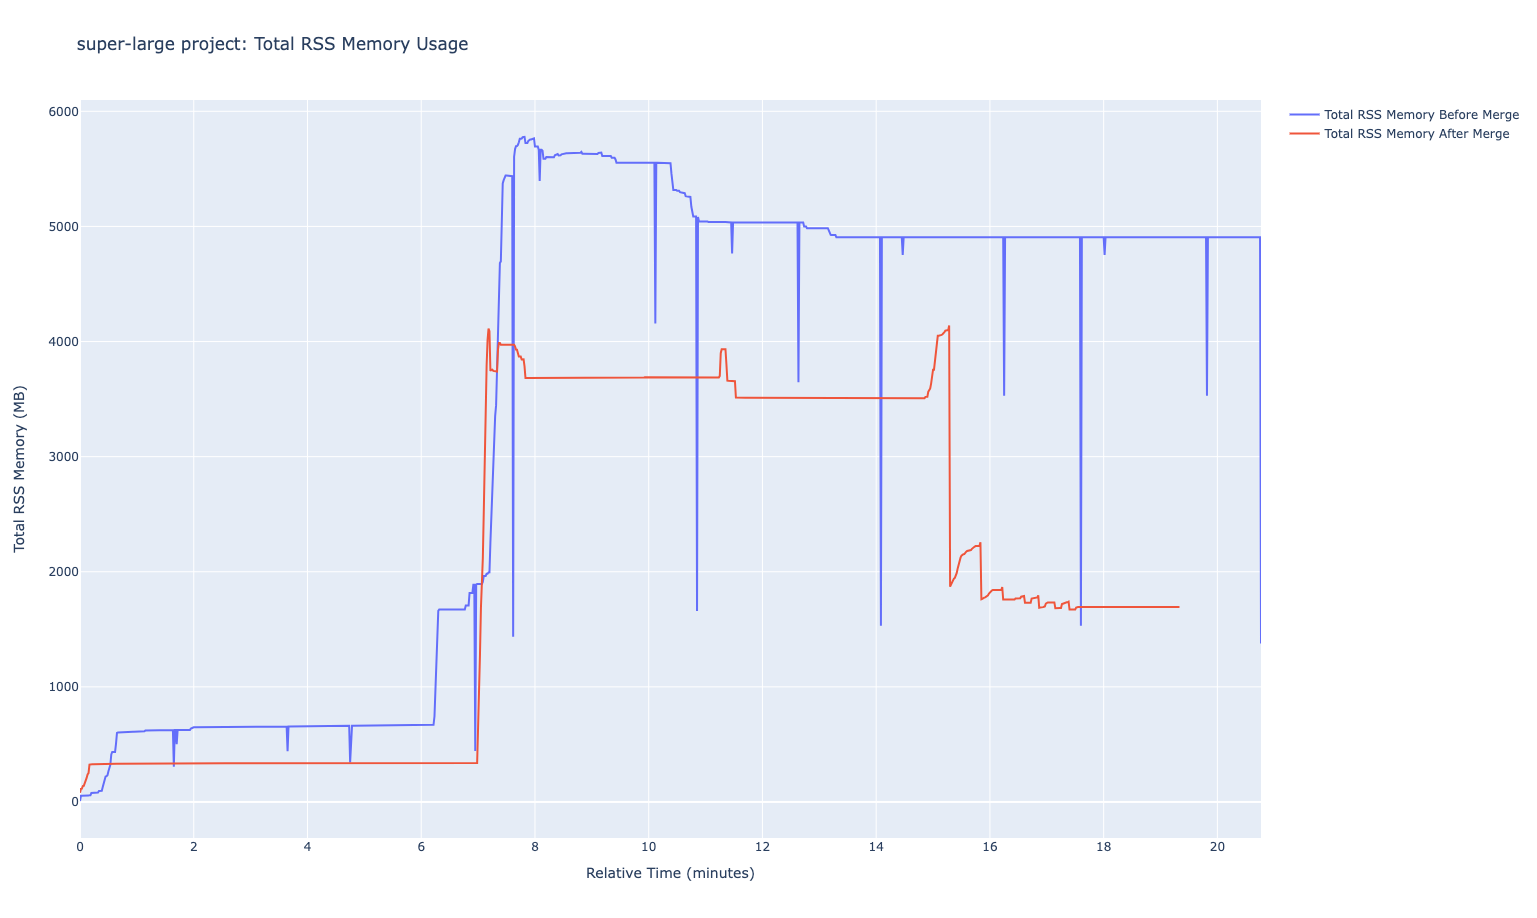 super-large project: Total RSS Memory Usage
Total RSS Memory Before Merge
Total RSS Memory After Merge
Total RSS Memory (MB)
6000
5000
4000
3000
2000
1000
0
0 2 4 6 8 10 12 14 16 18 20
Relative Time (minutes)